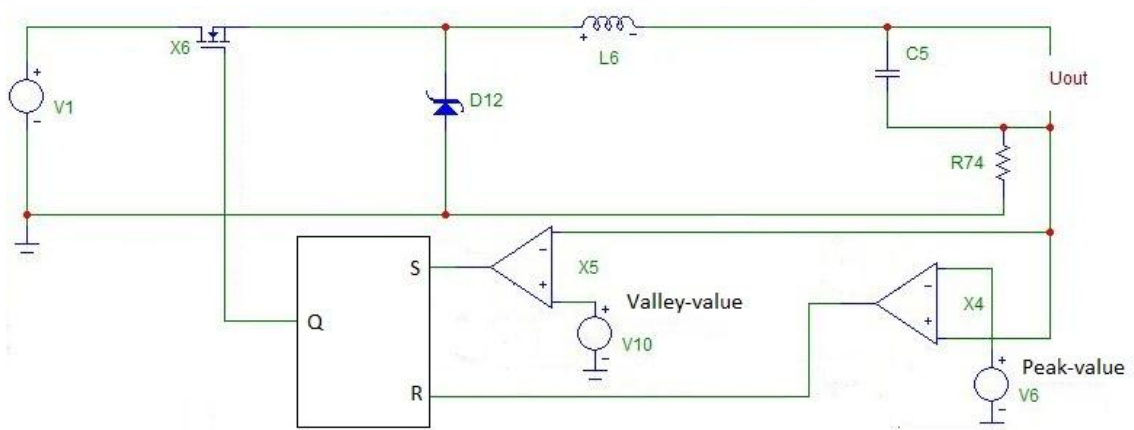 X6
L6
C5
Uout
V1
D12
R74
S
X5
Valley-value
X4
Q
V10
Peak-value
R
V6